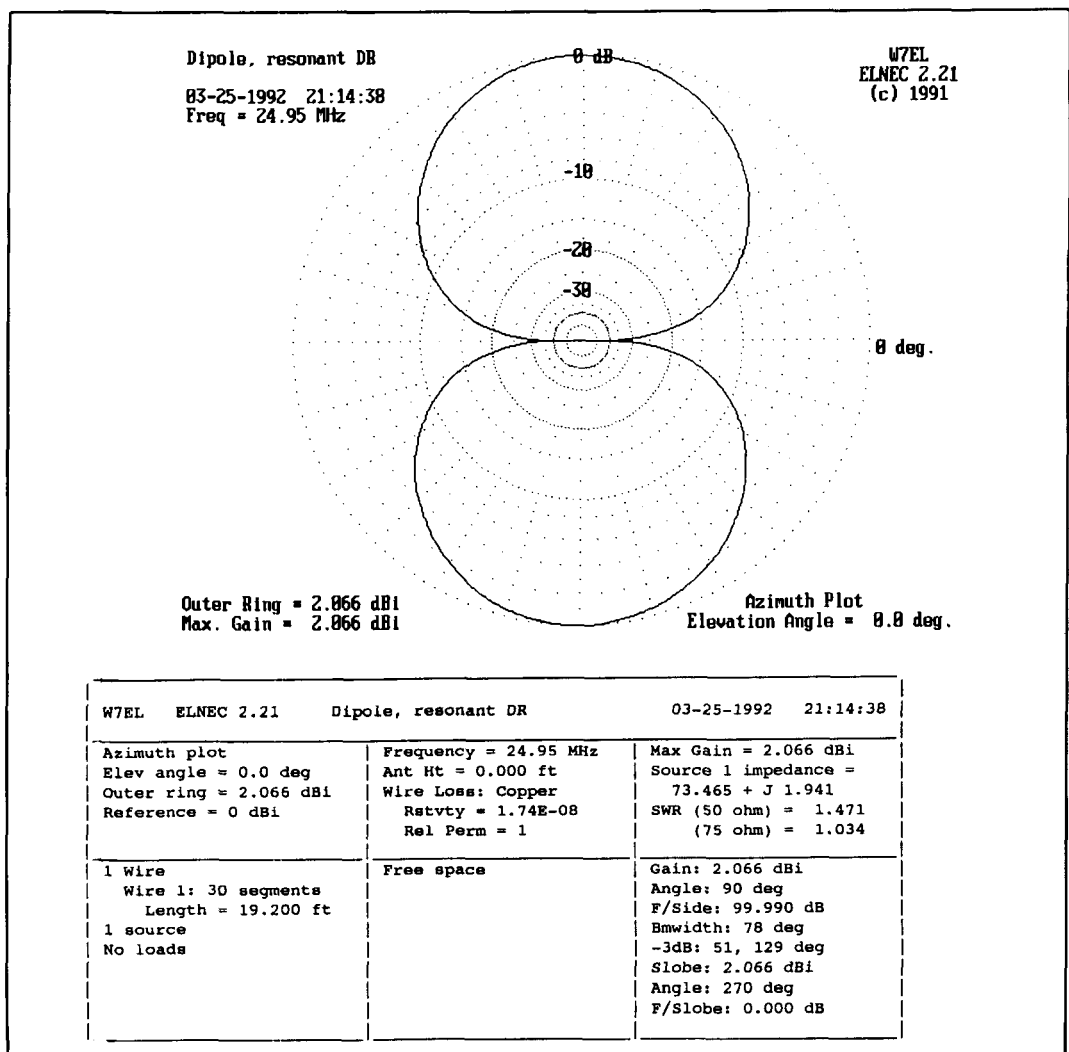 Dipole, resonant DR
03-25-1992 21:14:38
Freq = 24.95 MHz
W7EL
ELNEC 2.21
(c) 1991
0 dB
-10
-20
-30
0 deg.
Outer Ring = 2.066 dBi
Max. Gain = 2.066 dBi
Azimuth Plot
Elevation Angle = 0.0 deg.
W7EL ELNEC 2.21 Dipole, resonant DR 03-25-1992 21:14:38
Azimuth plot
Elev angle = 0.0 deg
Outer ring = 2.066 dBi
Reference = 0 dBi
Frequency = 24.95 MHz
Ant Ht = 0.000 ft
Wire Loss: Copper
Rstvty = 1.74E-08
Rel Perm = 1
Max Gain = 2.066 dBi
Source 1 impedance =
73.465 + J 1.941
SWR (50 ohm) = 1.471
(75 ohm) = 1.034
1 Wire
Wire 1: 30 segments
Length = 19.200 ft
1 source
No loads
Free space
Gain: 2.066 dBi
Angle: 90 deg
F/Side: 99.990 dB
Bmwidth: 78 deg
-3dB: 51, 129 deg
Slobe: 2.066 dBi
Angle: 270 deg
F/Slobe: 0.000 dB